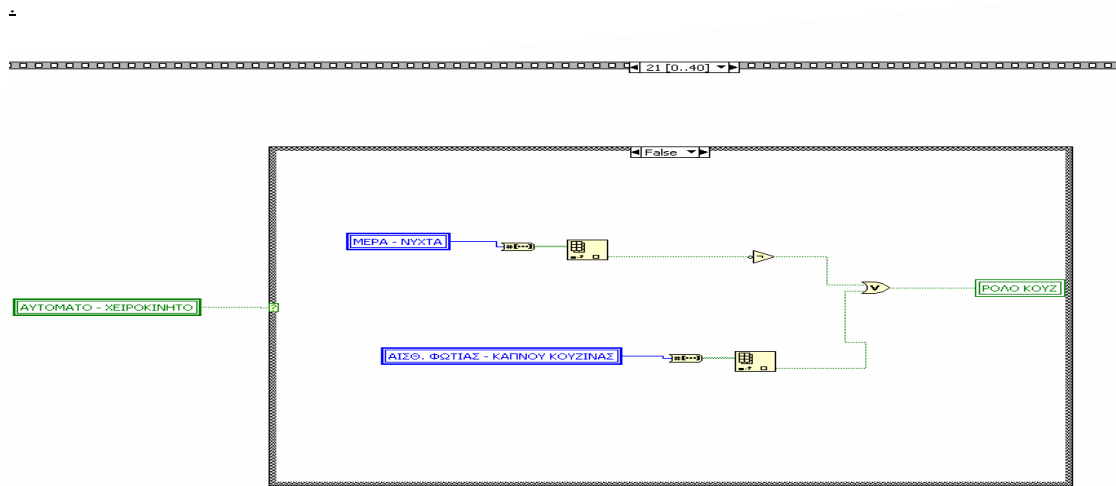 .
21 [0..40]
False
ΜΕΡΑ - ΝΥΧΤΑ
ΑΥΤΟΜΑΤΟ - ΧΕΙΡΟΚΙΝΗΤΟ
?
ΡΟΛΟ ΚΟΥΖ
ΑΙΣΘ. ΦΩΤΙΑΣ - ΚΑΠΝΟΥ ΚΟΥΖΙΝΑΣ